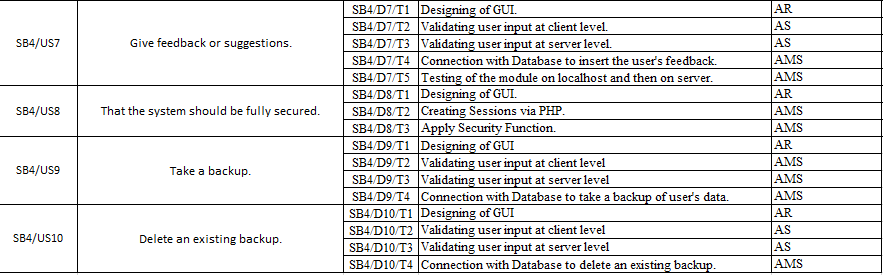 SB4/US7 Give feedback or suggestions. SB4/D7/T1 Designing of GUI. AR
SB4/D7/T2 Validating user input at client level. AS
SB4/D7/T3 Validating user input at server level. AS
SB4/D7/T4 Connection with Database to insert the user's feedback. AMS
SB4/D7/T5 Testing of the module on localhost and then on server. AMS
SB4/US8 That the system should be fully secured. SB4/D8/T1 Designing of GUI. AR
SB4/D8/T2 Creating Sessions via PHP. AMS
SB4/D8/T3 Apply Security Function. AMS
SB4/US9 Take a backup. SB4/D9/T1 Designing of GUI AR
SB4/D9/T2 Validating user input at client level AMS
SB4/D9/T3 Validating user input at server level AMS
SB4/D9/T4 Connection with Database to take a backup of user's data. AMS
SB4/US10 Delete an existing backup. SB4/D10/T1 Designing of GUI AR
SB4/D10/T2 Validating user input at client level AS
SB4/D10/T3 Validating user input at server level AS
SB4/D10/T4 Connection with Database to delete an existing backup. AMS